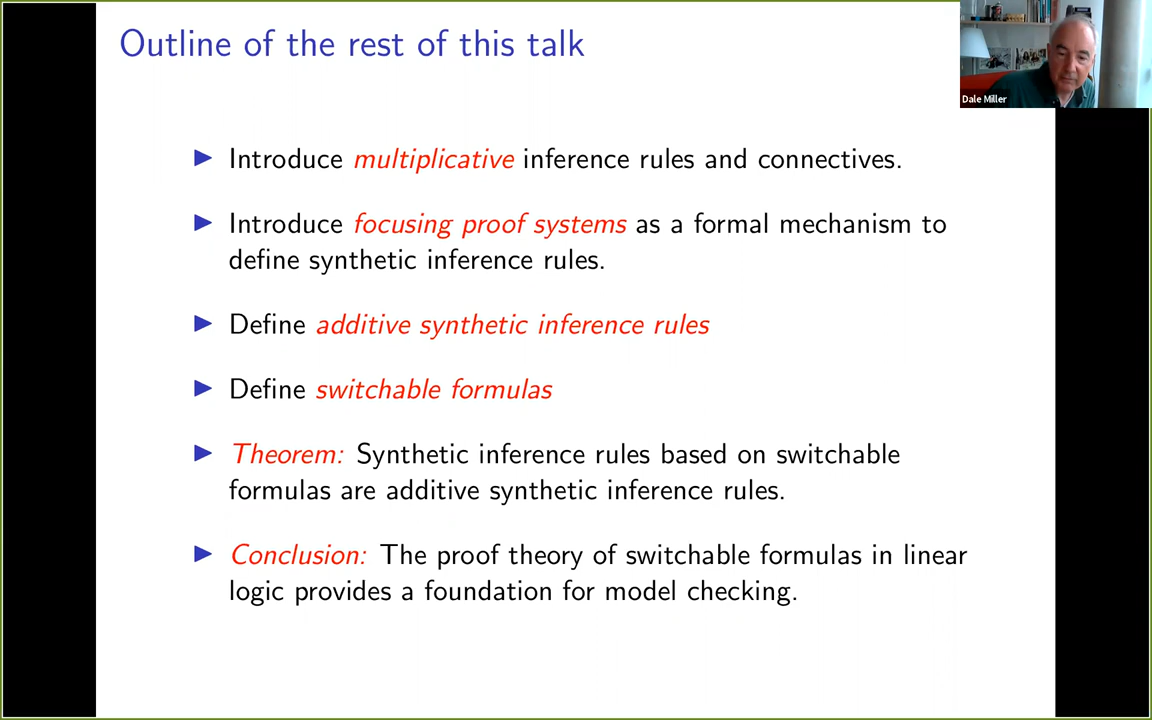 Outline of the rest of this talk
Dale Miller
▶ Introduce multiplicative inference rules and connectives.
▶ Introduce focusing proof systems as a formal mechanism to
define synthetic inference rules.
▶ Define additive synthetic inference rules
▶ Define switchable formulas
▶ Theorem: Synthetic inference rules based on switchable
formulas are additive synthetic inference rules.
▶ Conclusion: The proof theory of switchable formulas in linear
logic provides a foundation for model checking.